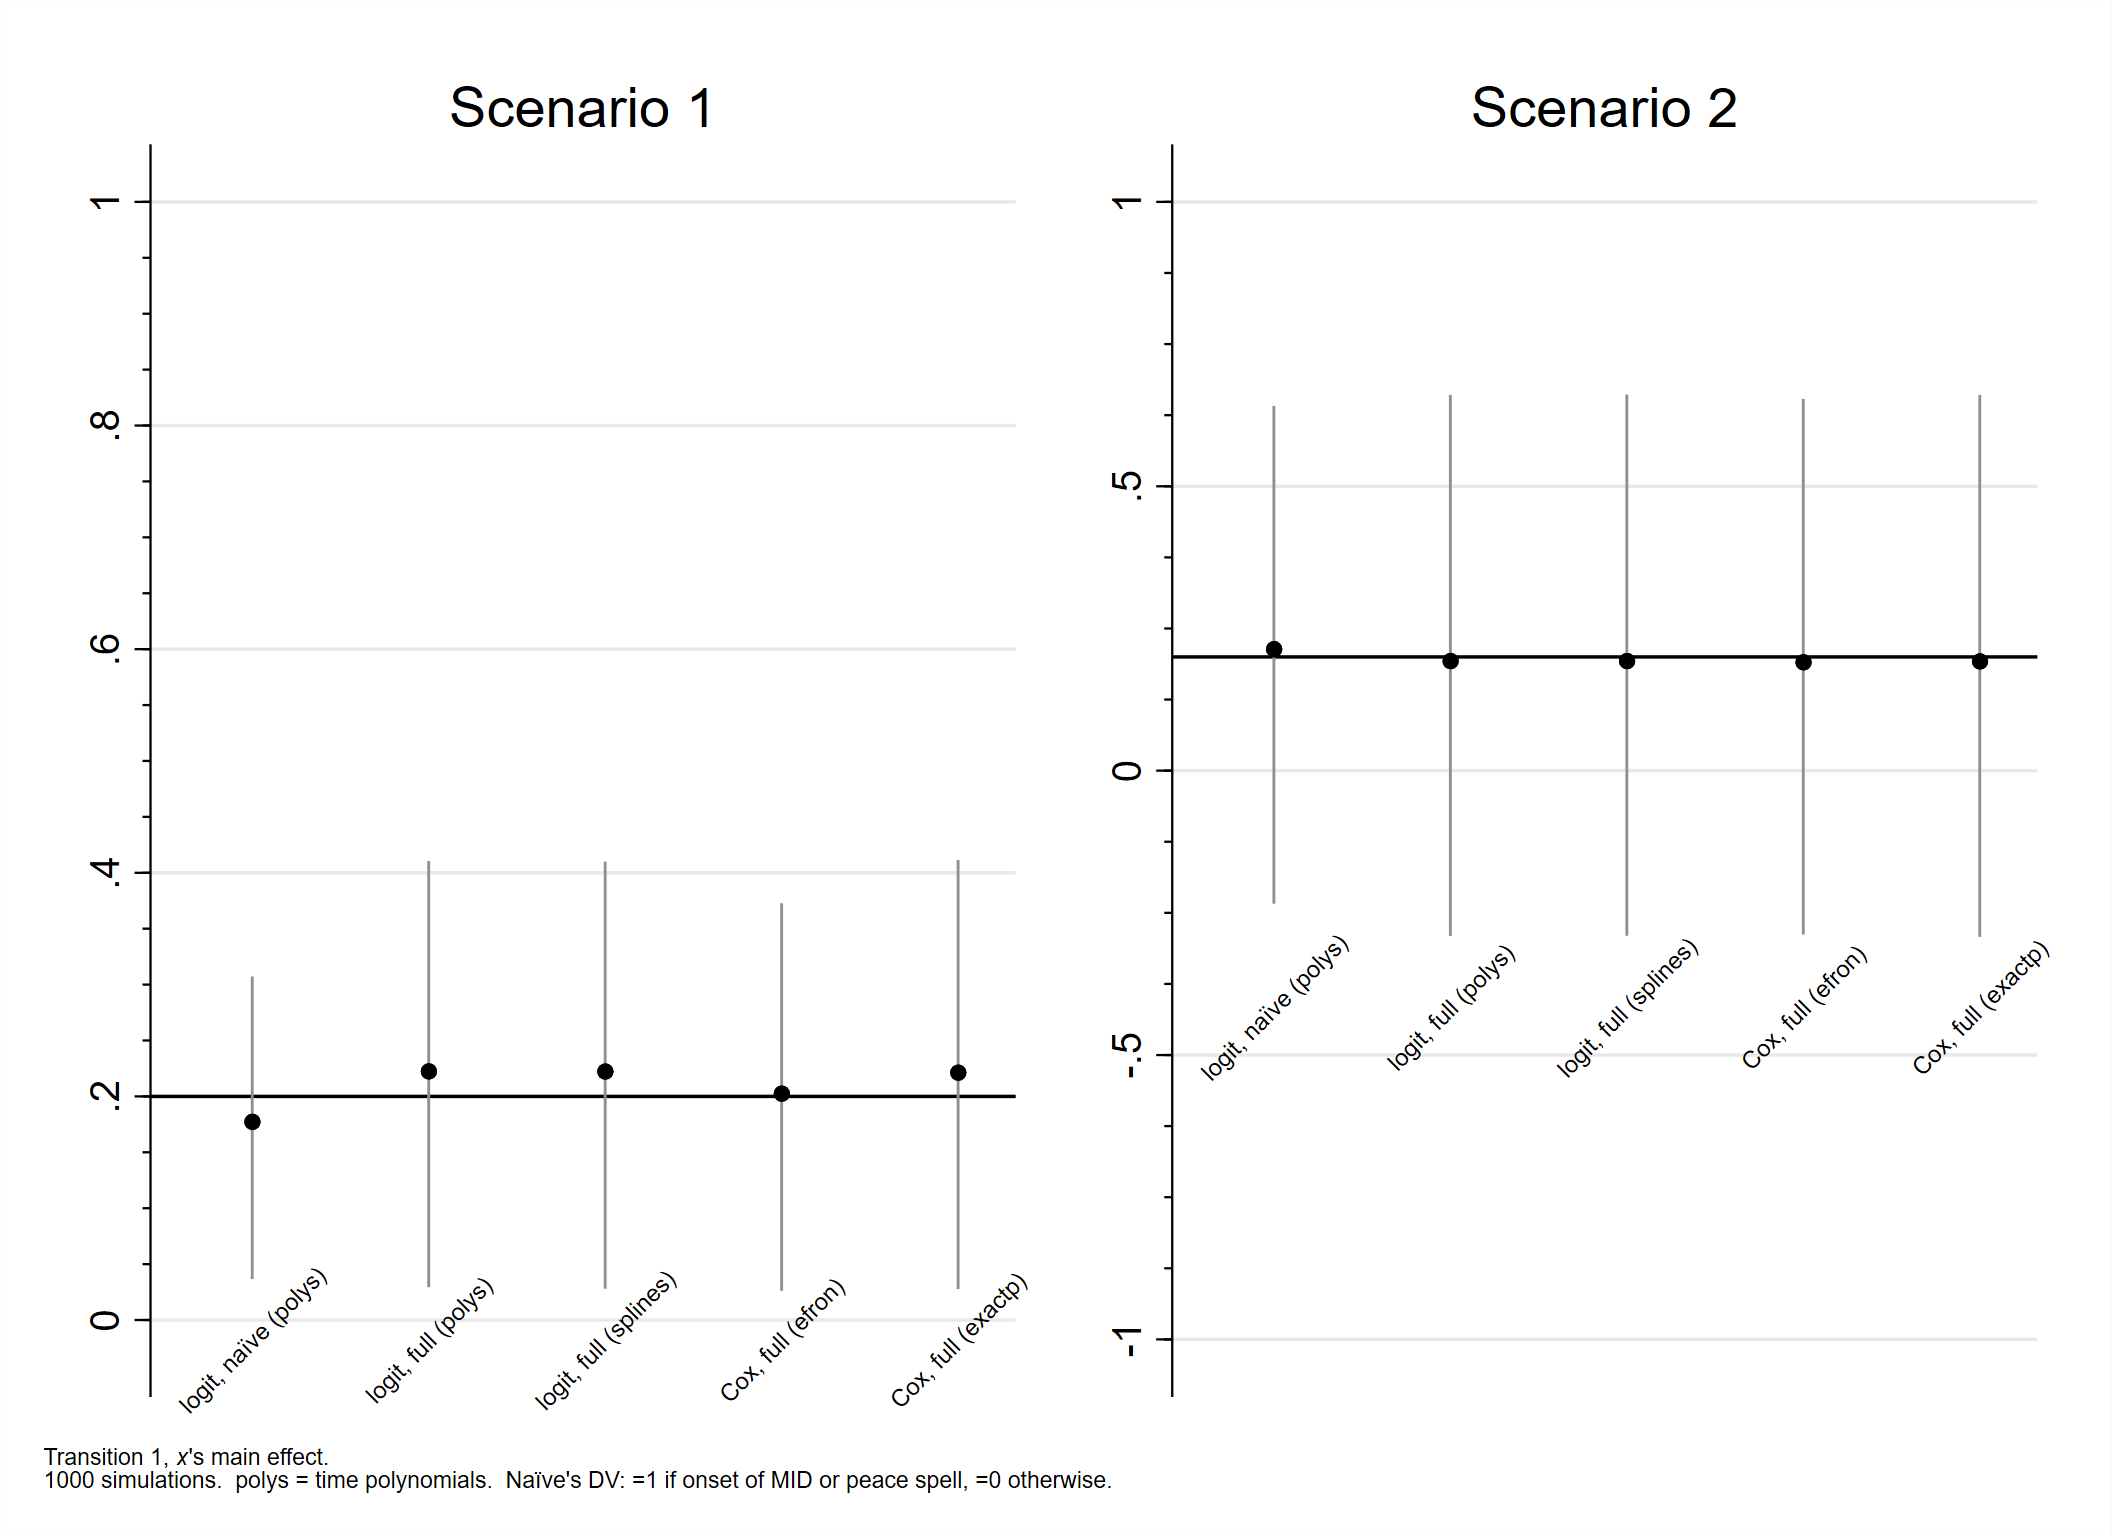 Scenario 1
1
.8
.6
.4
.2
0
logit, naïve (polys)
logit, full (polys)
logit, full (splines)
Cox, full (efron)
Cox, full (exactp)
Scenario 2
1
.5
0
-.5
-1
logit, naïve (polys)
logit, full (polys)
logit, full (splines)
Cox, full (efron)
Cox, full (exactp)
Transition 1, x's main effect.
1000 simulations.  polys = time polynomials.  Naïve's DV: =1 if onset of MID or peace spell, =0 otherwise.